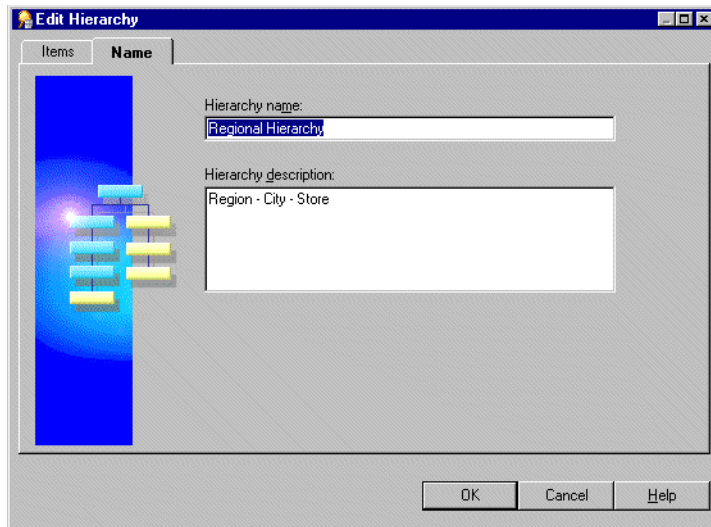 Edit Hierarchy
Items Name
Hierarchy name:
Regional Hierarchy
Hierarchy description:
Region - City - Store
OK Cancel Help